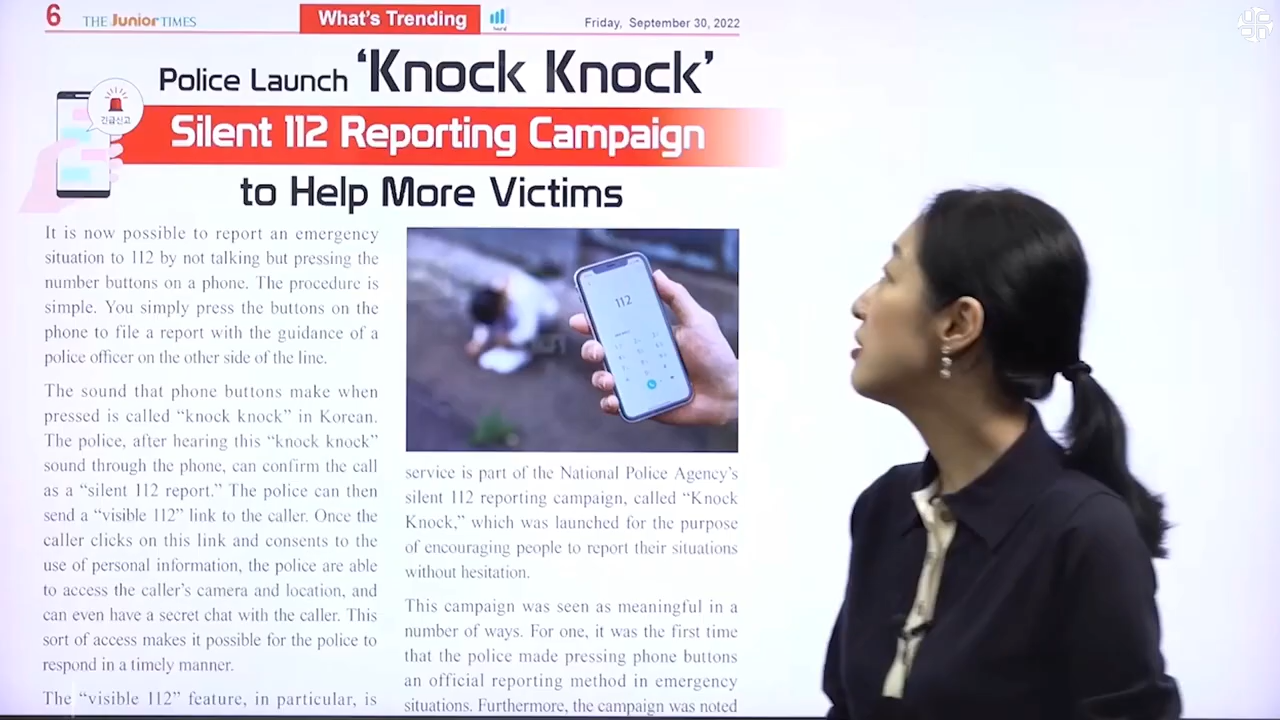 6
THE Junior TIMES
What's Trending
Friday, September 30, 2022
Police Launch 'Knock Knock'
긴급신고
Silent 112 Reporting Campaign
to Help More Victims
It is now possible to report an emergency
situation to 112 by not talking but pressing the
number buttons on a phone. The procedure is
simple. You simply press the buttons on the
phone to file a report with the guidance of a
police officer on the other side of the line.
The sound that phone buttons make when
pressed is called “knock knock” in Korean.
The police, after hearing this “knock knock”
sound through the phone, can confirm the call
as a “silent 112 report.” The police can then
send a “visible 112” link to the caller. Once the
caller clicks on this link and consents to the
use of personal information, the police are able
to access the caller’s camera and location, and
can even have a secret chat with the caller. This
sort of access makes it possible for the police to
respond in a timely manner.
The “visible 112” feature, in particular, is
112
service is part of the National Police Agency’s
silent 112 reporting campaign, called “Knock
Knock,” which was launched for the purpose
of encouraging people to report their situations
without hesitation.
This campaign was seen as meaningful in a
number of ways. For one, it was the first time
that the police made pressing phone buttons
an official reporting method in emergency
situations. Furthermore, the campaign was noted